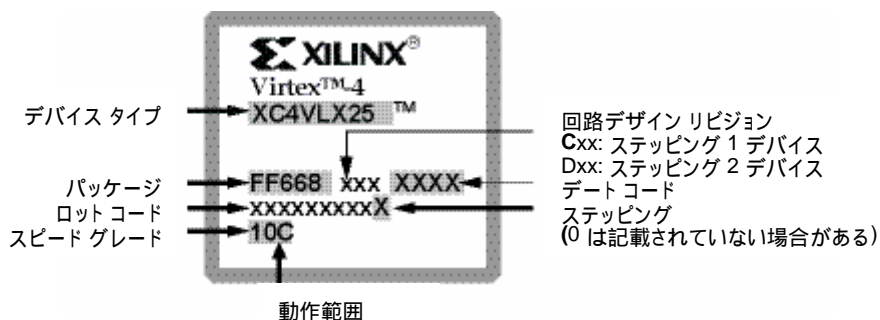 XILINX®
Virtex™-4
デバイス タイプ
XC4VLX25 ™
回路デザイン リビジョン
Cxx: ステッピング 1 デバイス
Dxx: ステッピング 2 デバイス
パッケージ
FF668 xxx XXXX
デート コード
ロット コード
xxxxxxxxxX
ステッピング
(0 は記載されていない場合がある)
スピード グレード
10C
動作範囲